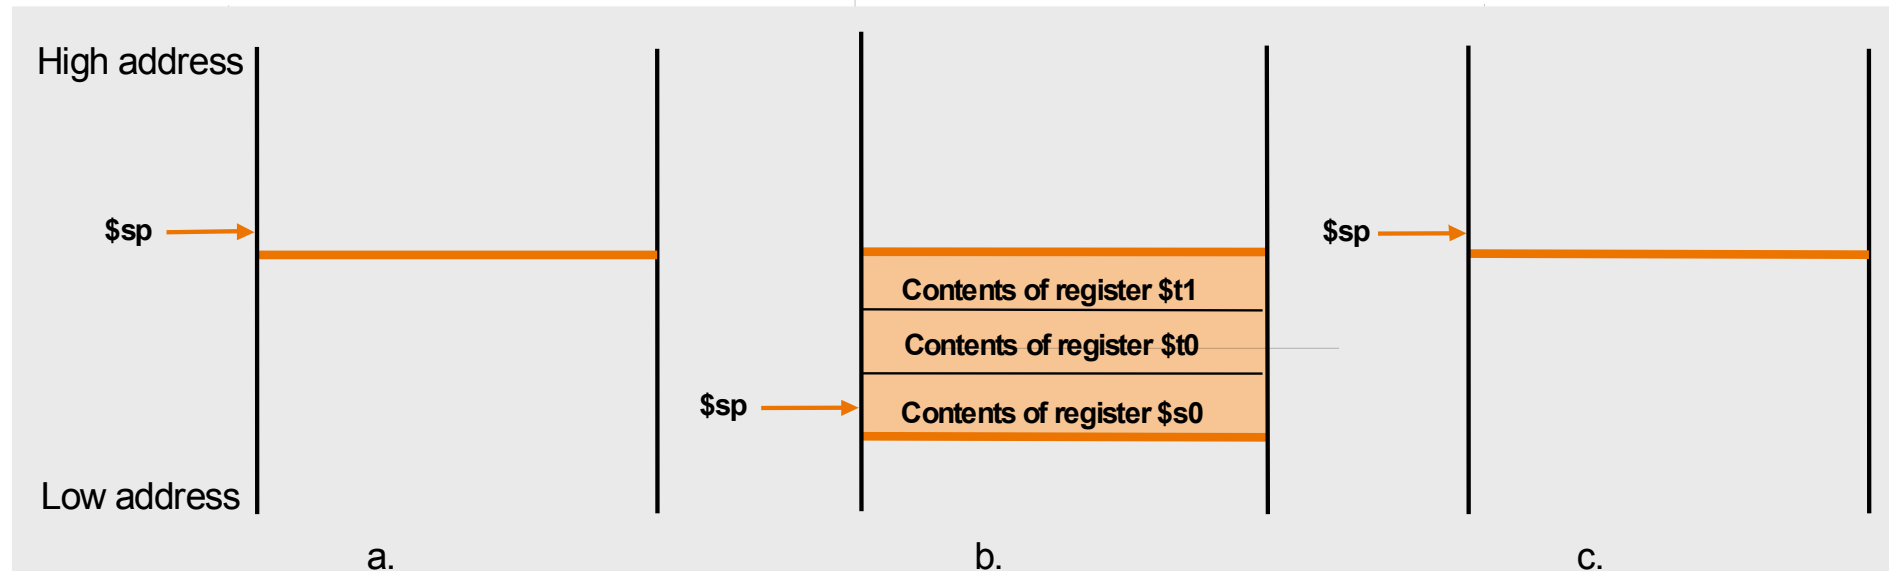 High address
$sp
$sp
Contents of register $t1
Contents of register $t0
$sp
Contents of register $s0
Low address
a.
b.
c.